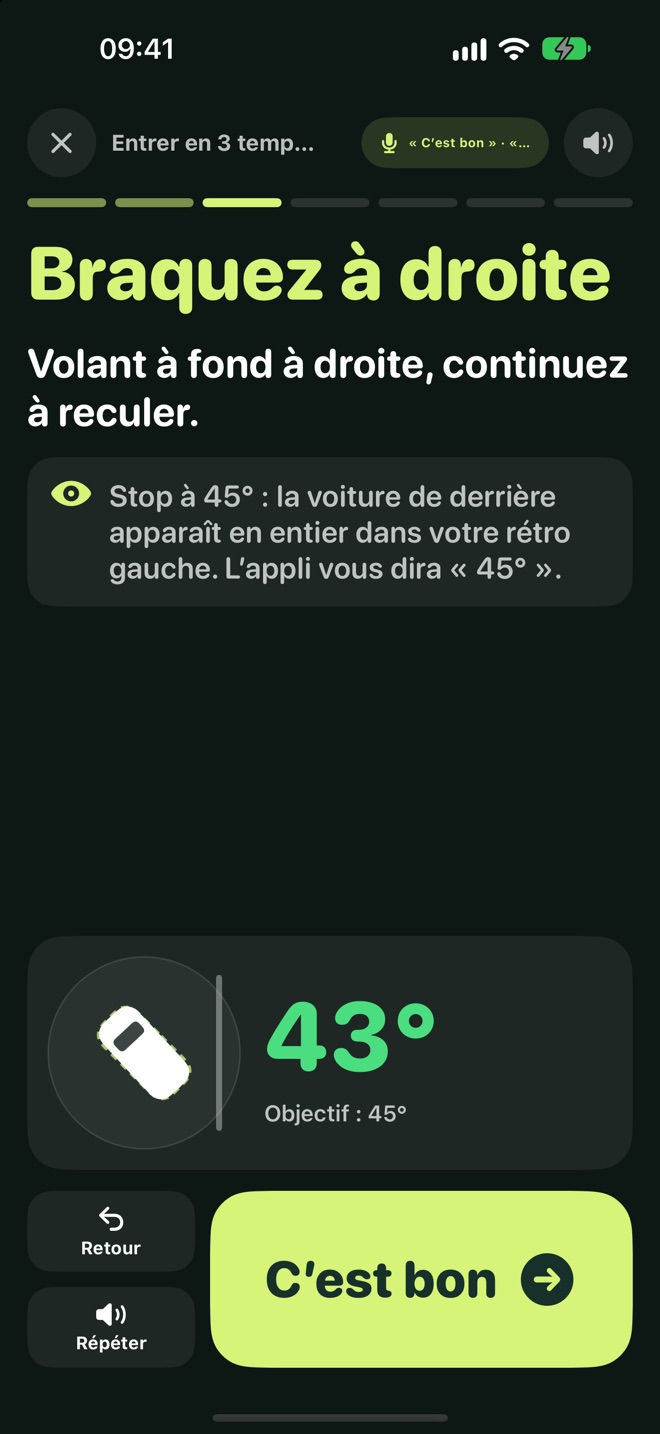 09:41
Entrer en 3 temp...
« C'est bon » · «...
Braquez à droite
Volant à fond à droite, continuez
à reculer.
Stop à 45° : la voiture de derrière
apparaît en entier dans votre rétro
gauche. L'appli vous dira « 45° ».
43°
Objectif : 45°
Retour
C'est bon
Répéter